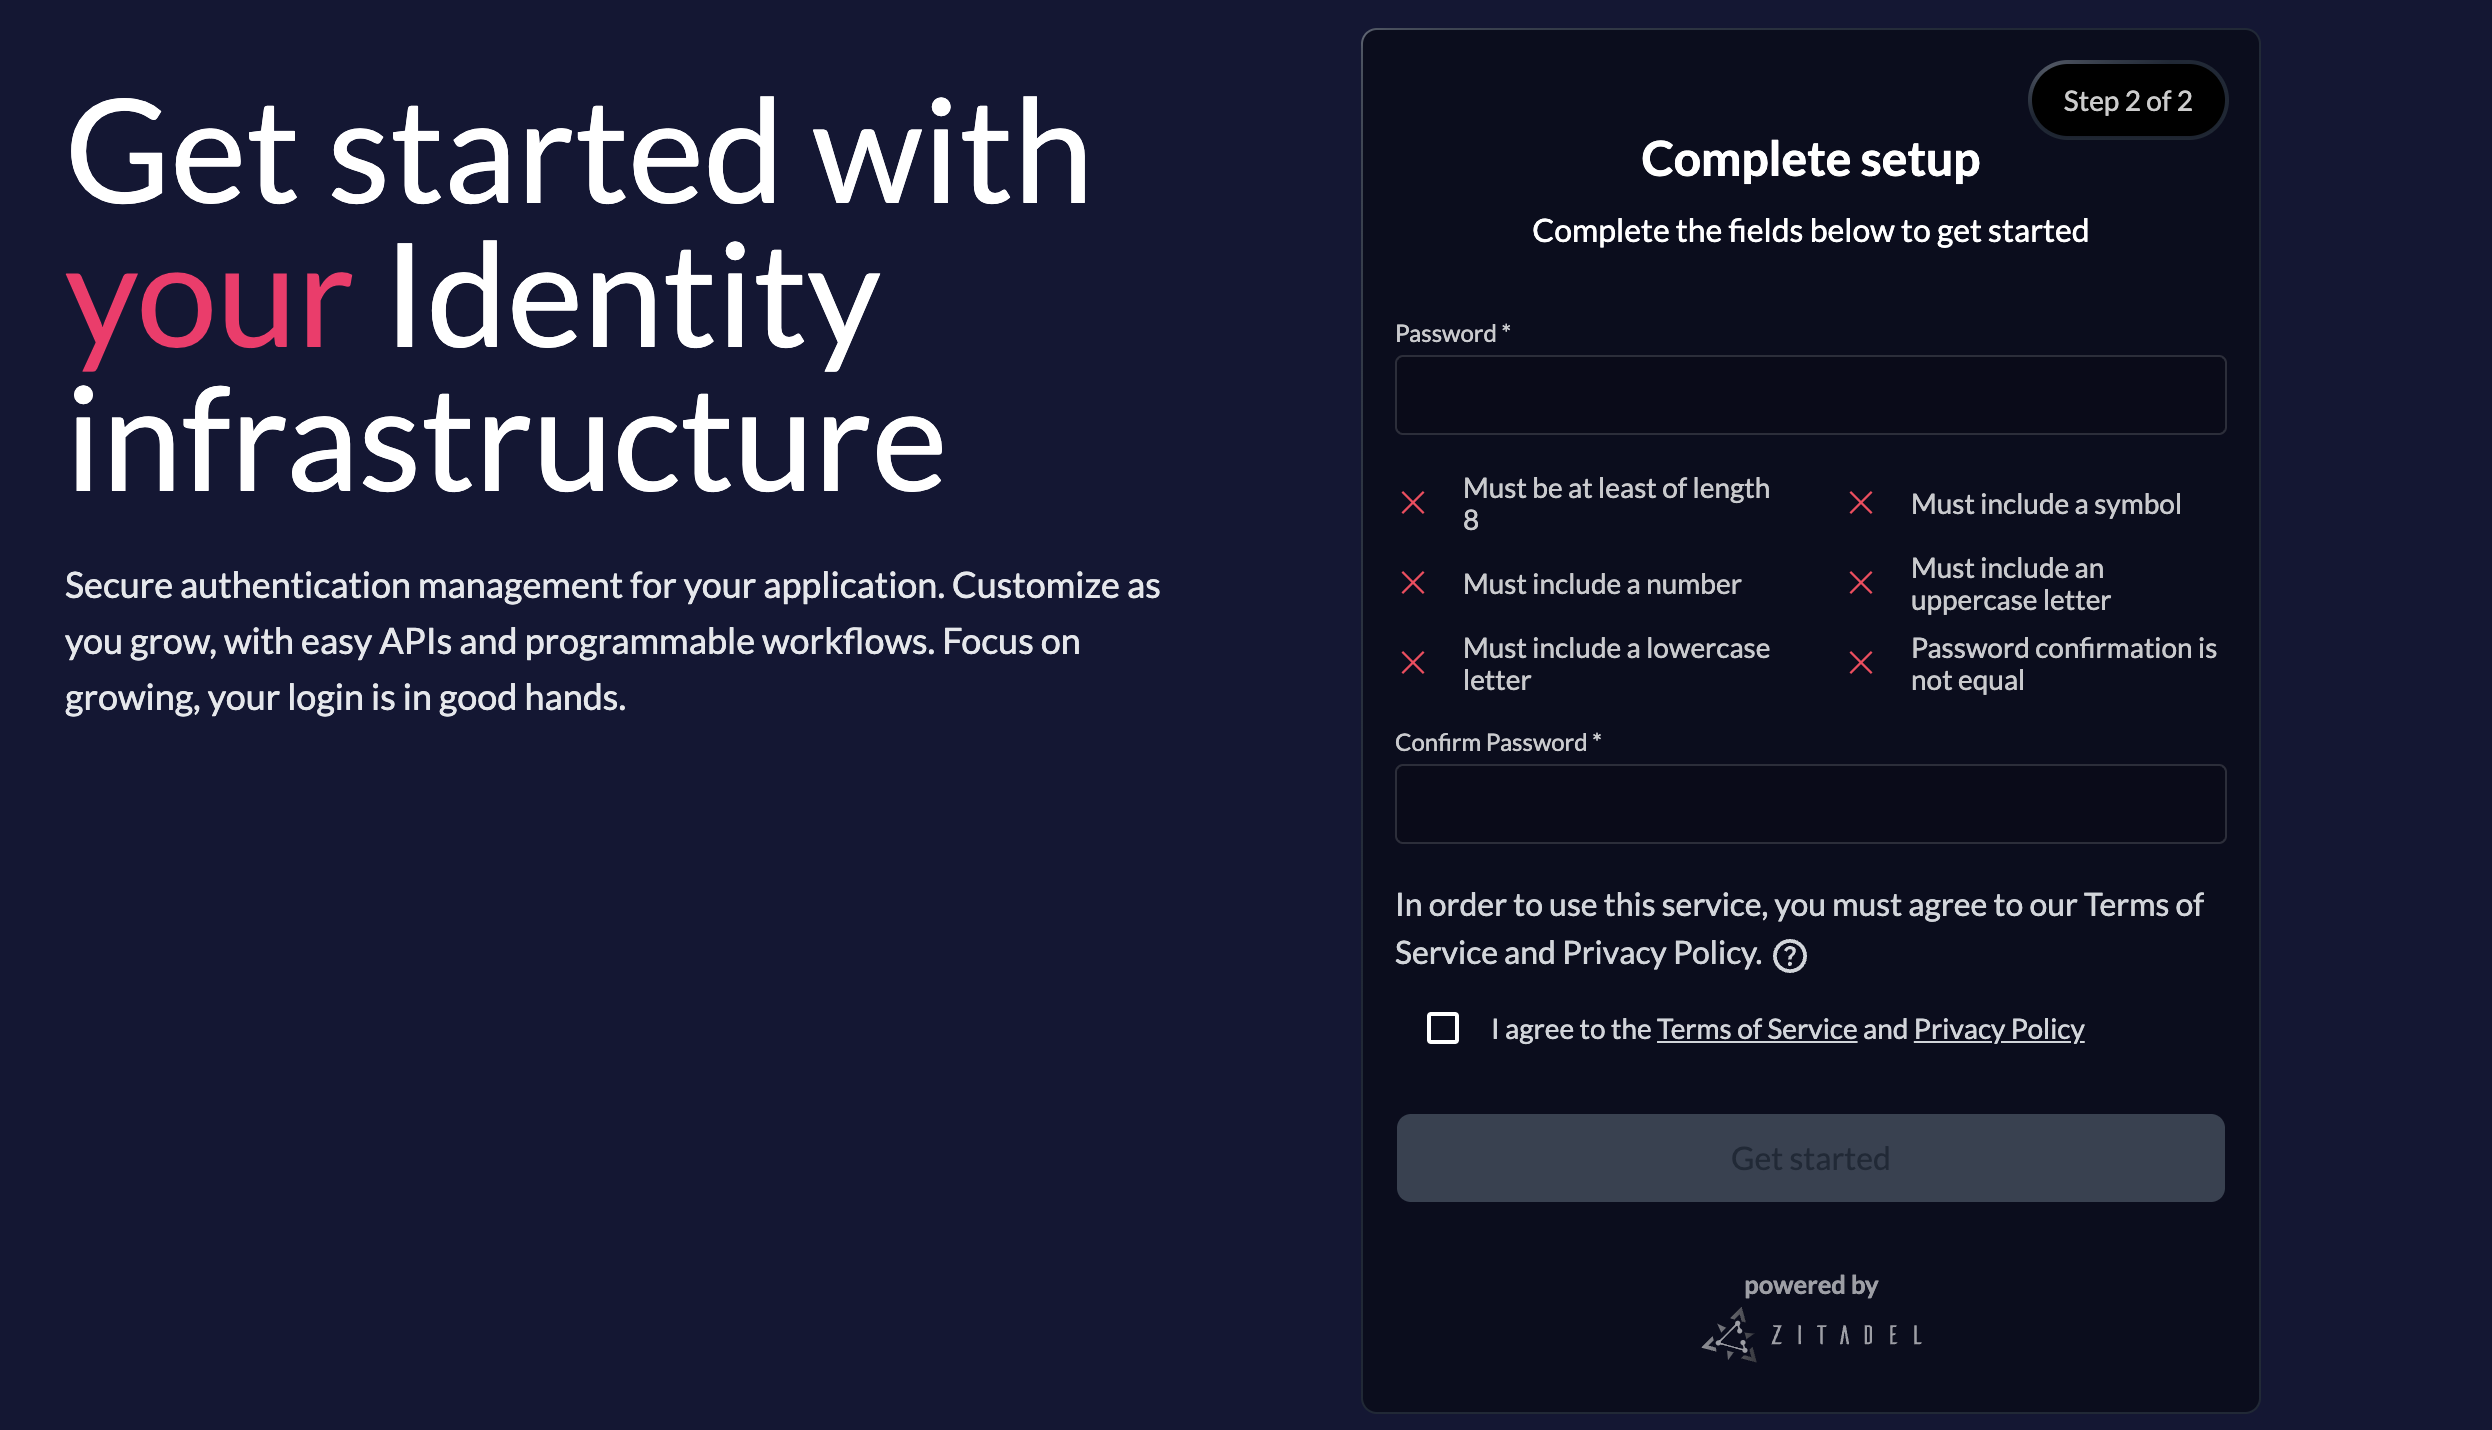 Get started with
your Identity
infrastructure
Secure authentication management for your application. Customize as
you grow, with easy APIs and programmable workflows. Focus on
growing, your login is in good hands.
Step 2 of 2
Complete setup
Complete the fields below to get started
Password *
Must be at least of length
8
Must include a symbol
Must include a number
Must include an
uppercase letter
Must include a lowercase
letter
Password confirmation is
not equal
Confirm Password *
In order to use this service, you must agree to our Terms of
Service and Privacy Policy. ?
I agree to the Terms of Service and Privacy Policy
Get started
powered by
ZITADEL